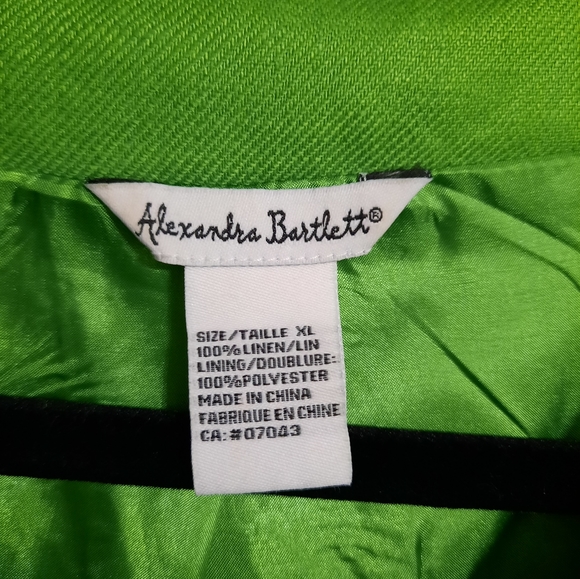 Alexandra Bartlett®
SIZE/TAILLE XL
100%LINEN/LIN
LINING/DOUBLURE:
100%POLYESTER
MADE IN CHINA
FABRIQUE EN CHINE
CA:#07043